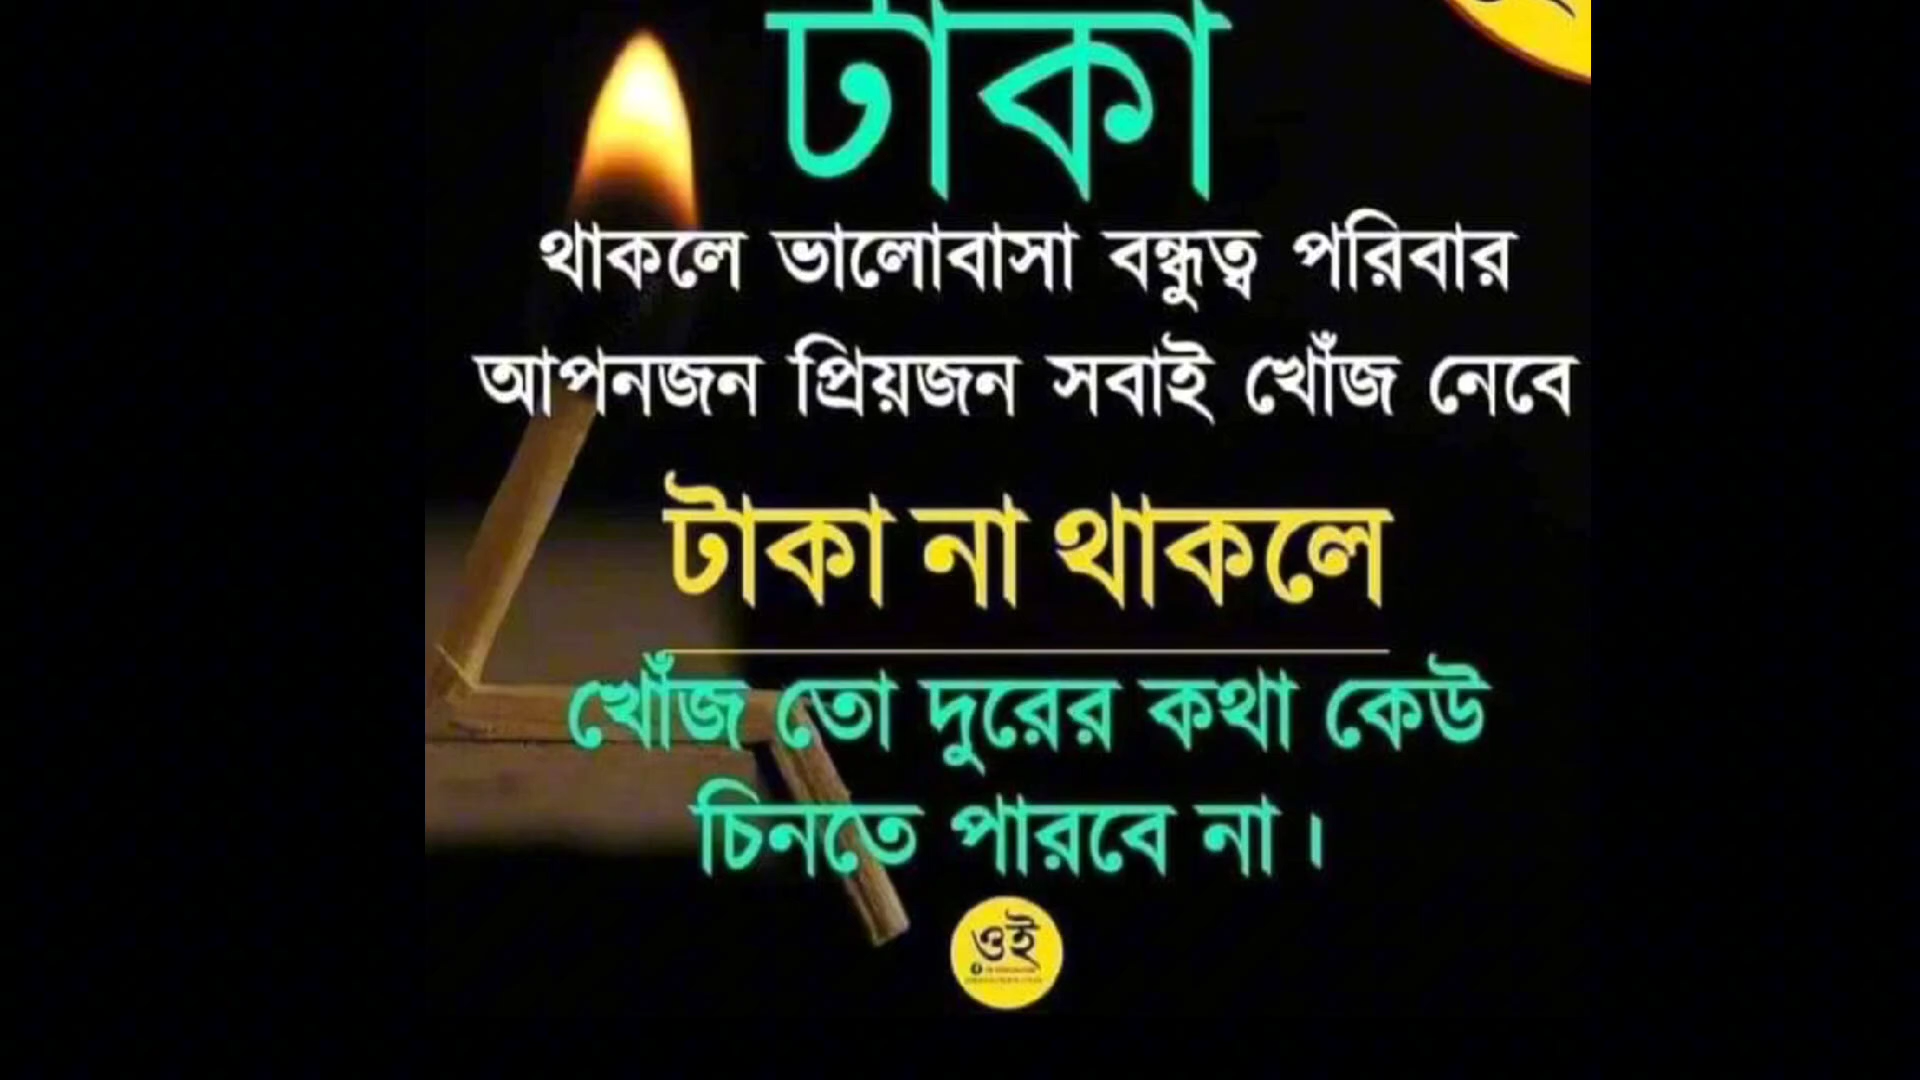 টাকা
থাকলে ভালোবাসা বন্ধুত্ব পরিবার
আপনজন প্রিয়জন সবাই খোঁজ নেবে
টাকা না থাকলে
খোঁজ তো দুরের কথা কেউ
চিনতে পারবে না।
ওই